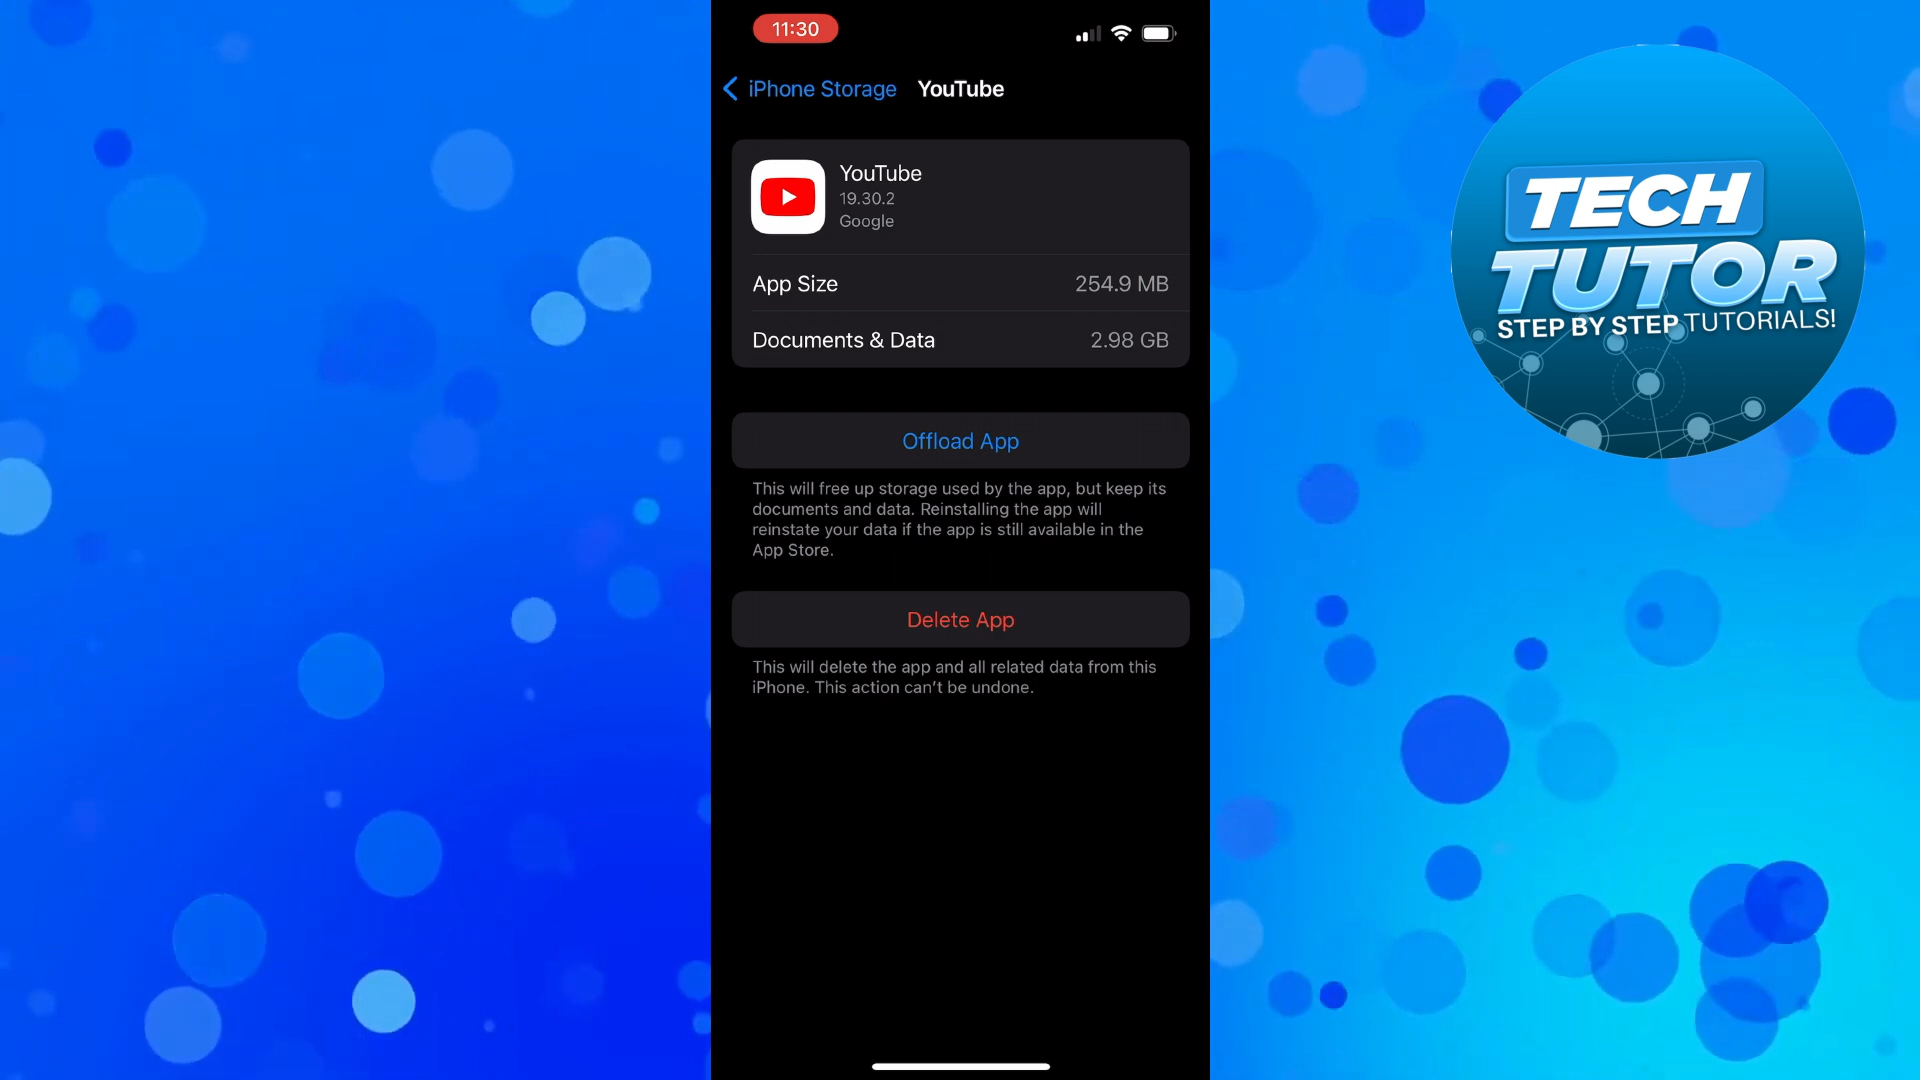 11:30
iPhone Storage YouTube
YouTube
19.30.2
Google
App Size 254.9 MB
Documents & Data 2.98 GB
Offload App
This will free up storage used by the app, but keep its
documents and data. Reinstalling the app will
reinstate your data if the app is still available in the
App Store.
Delete App
This will delete the app and all related data from this
iPhone. This action can’t be undone.
TECH
TUTOR
STEP BY STEP TUTORIALS!